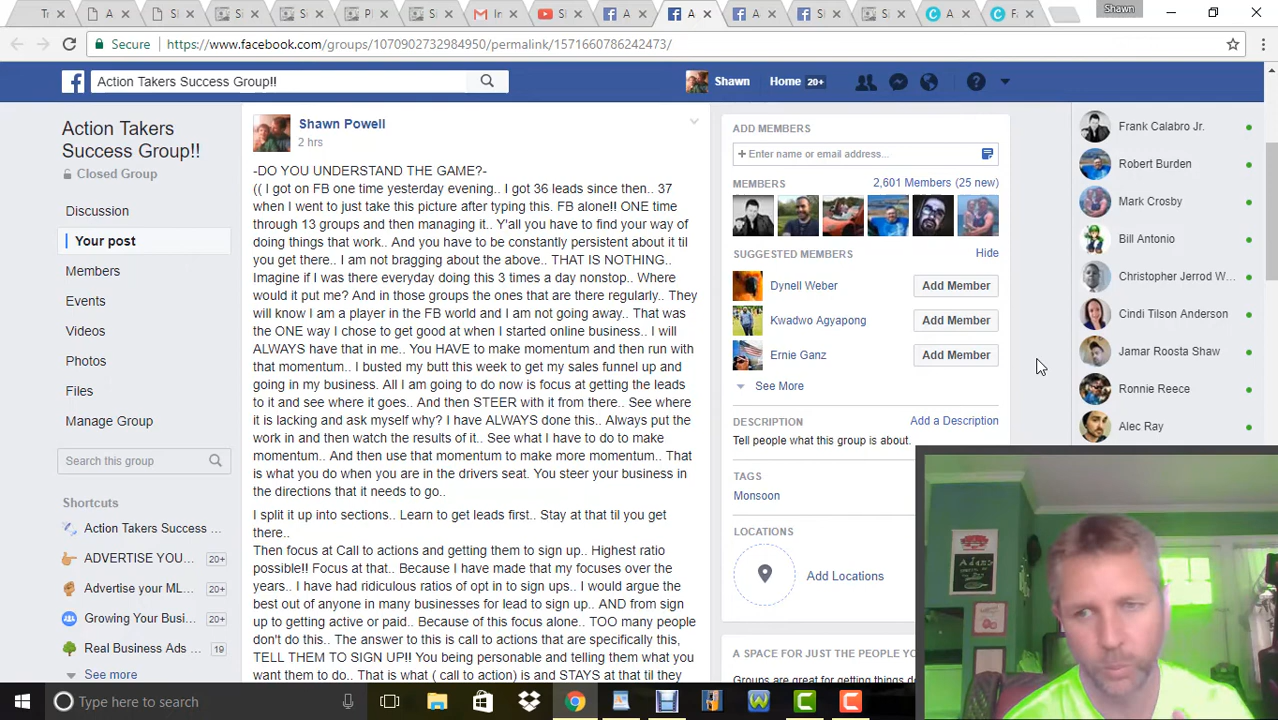 Shawn
Secure
https://www.facebook.com/groups/1070902732984950/permalink/1571660786242473/
Action Takers Success Group!!
Shawn
Home 20+
Action Takers
Success Group!!
Closed Group
Discussion
Your post
Members
Events
Videos
Photos
Files
Manage Group
Search this group
Shortcuts
Action Takers Success ...
ADVERTISE YOU... 20+
Advertise your ML... 20+
Growing Your Busi... 20+
Real Business Ads ... 19
See more
Shawn Powell
2 hrs
-DO YOU UNDERSTAND THE GAME?-
(( I got on FB one time yesterday evening.. I got 36 leads since then.. 37
when I went to just take this picture after typing this. FB alone!! ONE time
through 13 groups and then managing it.. Y'all you have to find your way of
doing things that work.. And you have to be constantly persistent about it til
you get there.. I am not bragging about the above.. THAT IS NOTHING..
Imagine if I was there everyday doing this 3 times a day nonstop.. Where
would it put me? And in those groups the ones that are there regularly.. They
will know I am a player in the FB world and I am not going away.. That was
the ONE way I chose to get good at when I started online business.. I will
ALWAYS have that in me.. You HAVE to make momentum and then run with
that momentum.. I busted my butt this week to get my sales funnel up and
going in my business. All I am going to do now is focus at getting the leads
to it and see where it goes.. And then STEER with it from there.. See where
it is lacking and ask myself why? I have ALWAYS done this.. Always put the
work in and then watch the results of it.. See what I have to do to make
momentum.. And then use that momentum to make more momentum.. That
is what you do when you are in the drivers seat. You steer your business in
the directions that it needs to go..
I split it up into sections.. Learn to get leads first.. Stay at that til you get
there..
Then focus at Call to actions and getting them to sign up.. Highest ratio
possible!! Focus at that.. Because I have made that my focuses over the
years.. I have had ridiculous ratios of opt in to sign ups.. I would argue the
best out of anyone in many businesses for lead to sign up.. AND from sign
up to getting active or paid.. Because of this focus alone.. TOO many people
don't do this.. The answer to this is call to actions that are specifically this,
TELL THEM TO SIGN UP!! You being personable and telling them what you
want them to do.. That is what ( call to action) is and STAYS at that til they
ADD MEMBERS
+ Enter name or email address...
MEMBERS
2,601 Members (25 new)
SUGGESTED MEMBERS
Hide
Dynell Weber
Add Member
Kwadwo Agyapong
Add Member
Ernie Ganz
Add Member
See More
DESCRIPTION
Add a Description
Tell people what this group is about.
TAGS
Monsoon
LOCATIONS
Add Locations
A SPACE FOR JUST THE PEOPLE YO
Groups are great for getting things do
Frank Calabro Jr.
Robert Burden
Mark Crosby
Bill Antonio
Christopher Jerrod W...
Cindi Tilson Anderson
Jamar Roosta Shaw
Ronnie Reece
Alec Ray
Type here to search